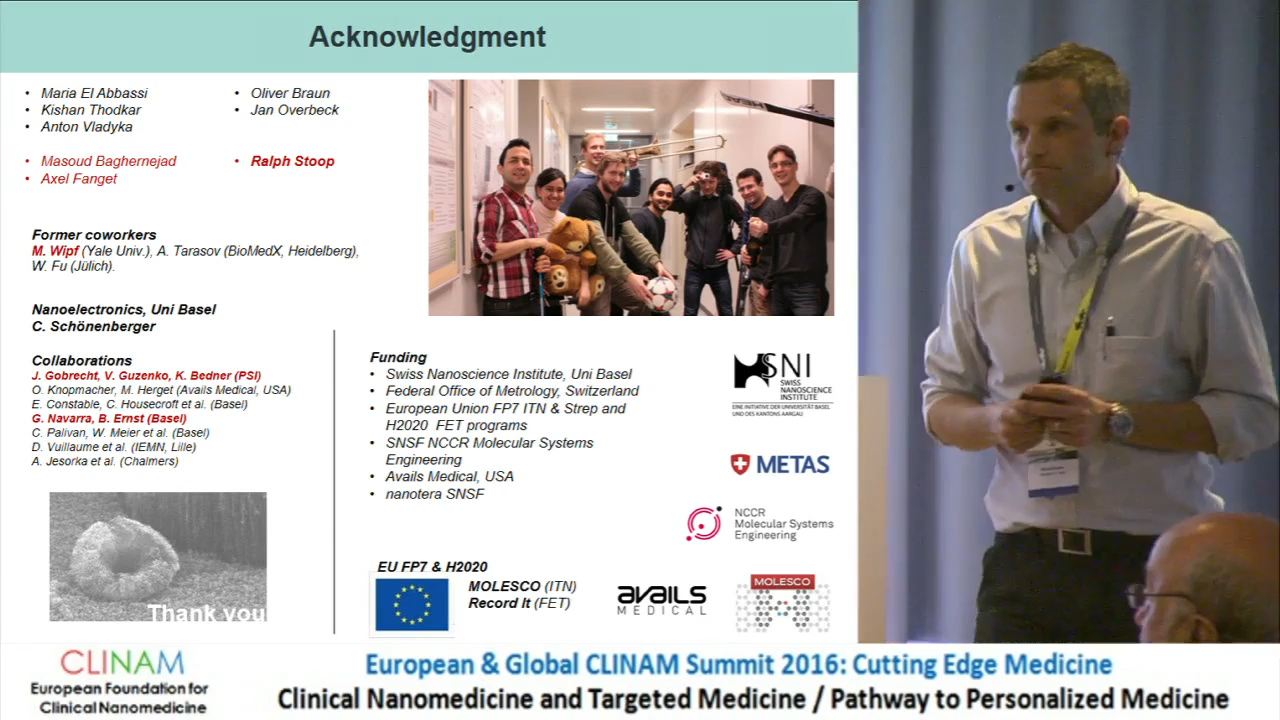 Acknowledgment
Maria El Abbassi
Kishan Thodkar
Anton Vladyka
Oliver Braun
Jan Overbeck
Masoud Baghernejad
Axel Fanget
Ralph Stoop
Former coworkers
M. Wipf (Yale Univ.), A. Tarasov (BioMedX, Heidelberg),
W. Fu (Jülich).
Nanoelectronics, Uni Basel
C. Schönenberger
Collaborations
J. Gobrecht, V. Guzenko, K. Bedner (PSI)
O. Knopmacher, M. Herget (Avails Medical, USA)
E. Constable, C. Housecroft et al. (Basel)
G. Navarra, B. Ernst (Basel)
C. Palivan, W. Meier et al. (Basel)
D. Vuillaume et al. (IEMN, Lille)
A. Jesorka et al. (Chalmers)
Thank you
Funding
Swiss Nanoscience Institute, Uni Basel
Federal Office of Metrology, Switzerland
European Union FP7 ITN & Strep and
H2020 FET programs
SNSF NCCR Molecular Systems
Engineering
Avails Medical, USA
nanotera SNSF
SNI
SWISS
NANOSCIENCE
INSTITUTE
EINE INITIATIVE DER UNIVERSITÄT BASEL
UND DES KANTONS AARGAU
METAS
NCCR
Molecular Systems
Engineering
EU FP7 & H2020
MOLESCO (ITN)
Record It (FET)
avails
MEDICAL
MOLESCO
CLINAM
European Foundation for
Clinical Nanomedicine
European & Global CLINAM Summit 2016: Cutting Edge Medicine
Clinical Nanomedicine and Targeted Medicine / Pathway to Personalized Medicine